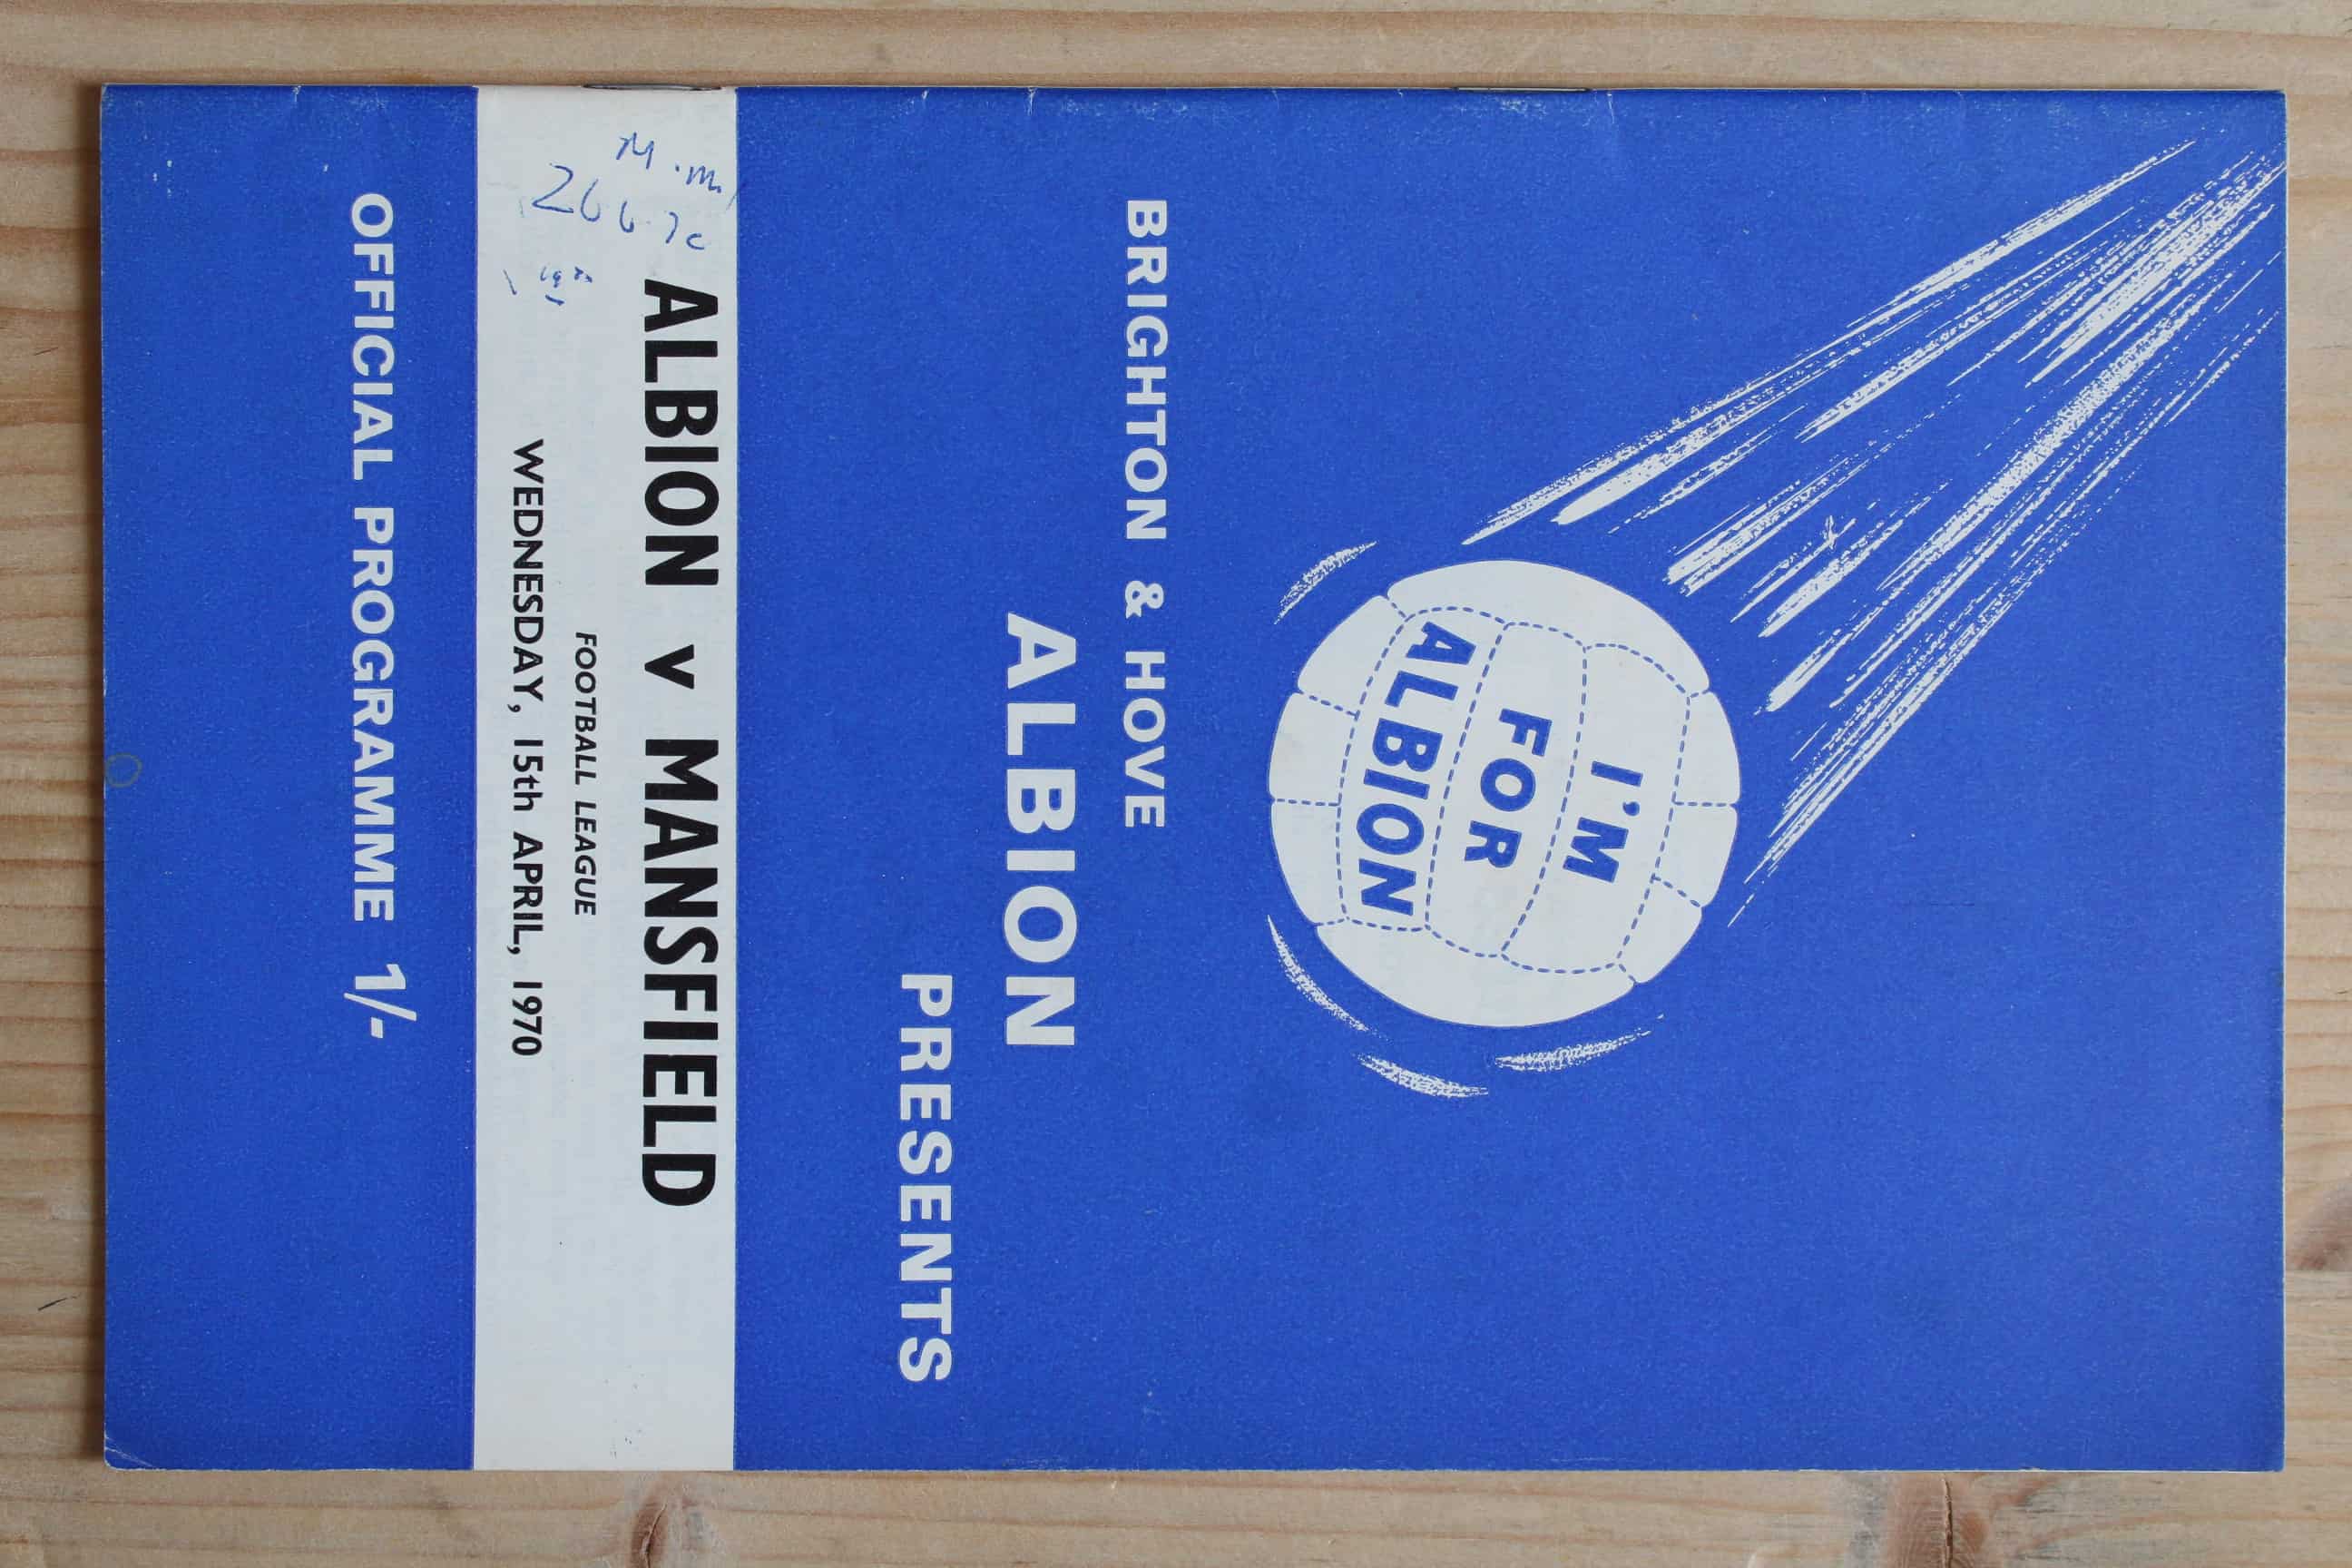 I'M
FOR
ALBION
BRIGHTON & HOVE
ALBION
PRESENTS
ALBION v MANSFIELD
FOOTBALL LEAGUE
WEDNESDAY, 15th APRIL, 1970
OFFICIAL PROGRAMME 1/-